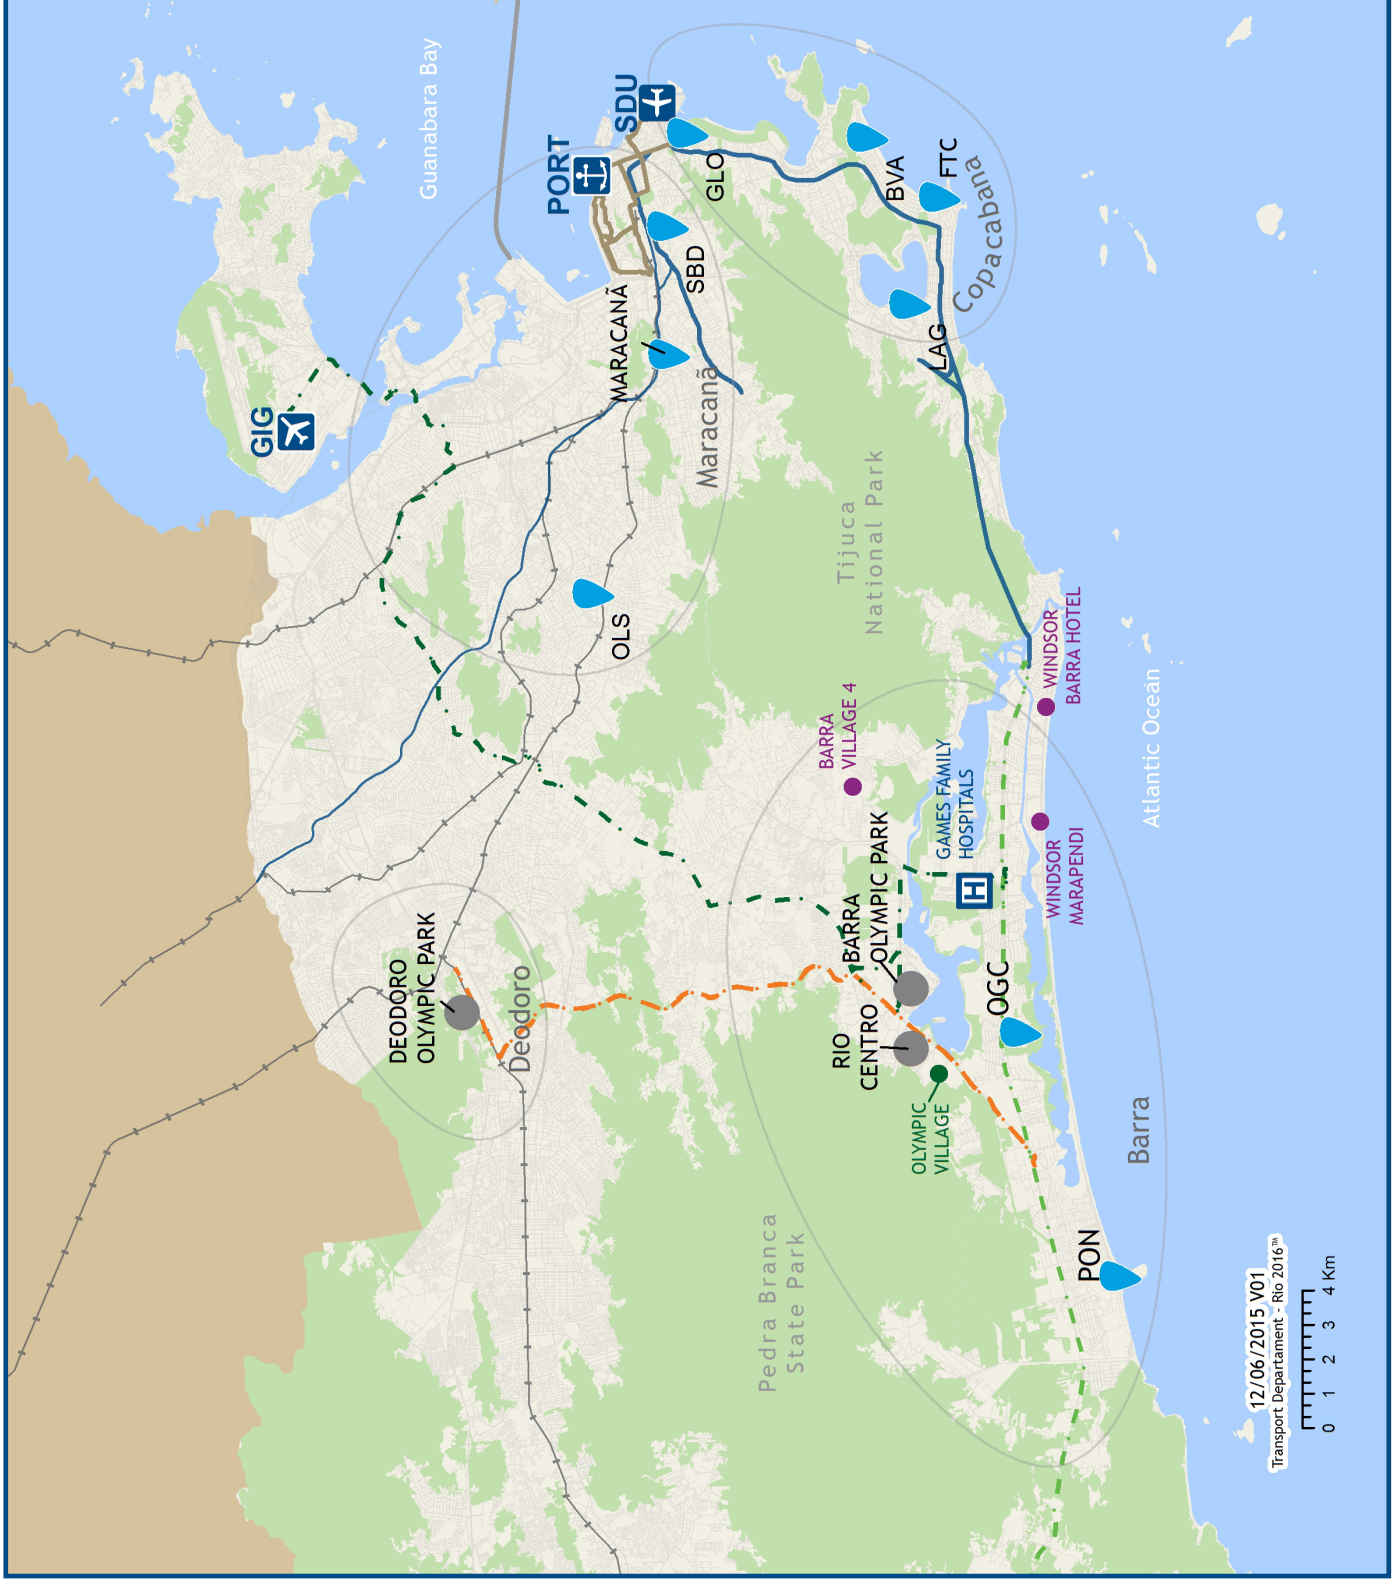 Guanabara Bay
GIG
PORT
SDU
GLO
SBD
MARACANÃ
Maracanã
BVA
FTC
Copacabana
LAG
OLS
Tijuca
National Park
DEODORO
OLYMPIC PARK
Deodoro
BARRA
VILLAGE 4
WINDSOR
BARRA HOTEL
GAMES FAMILY
HOSPITALS
H
WINDSOR
MARAPENDI
BARRA
OLYMPIC PARK
RIO
CENTRO
OLYMPIC
VILLAGE
OGC
PON
Barra
Atlantic Ocean
Pedra Branca
State Park
12/06/2015 V01
Transport Departament - Rio 2016™
0 1 2 3 4 Km